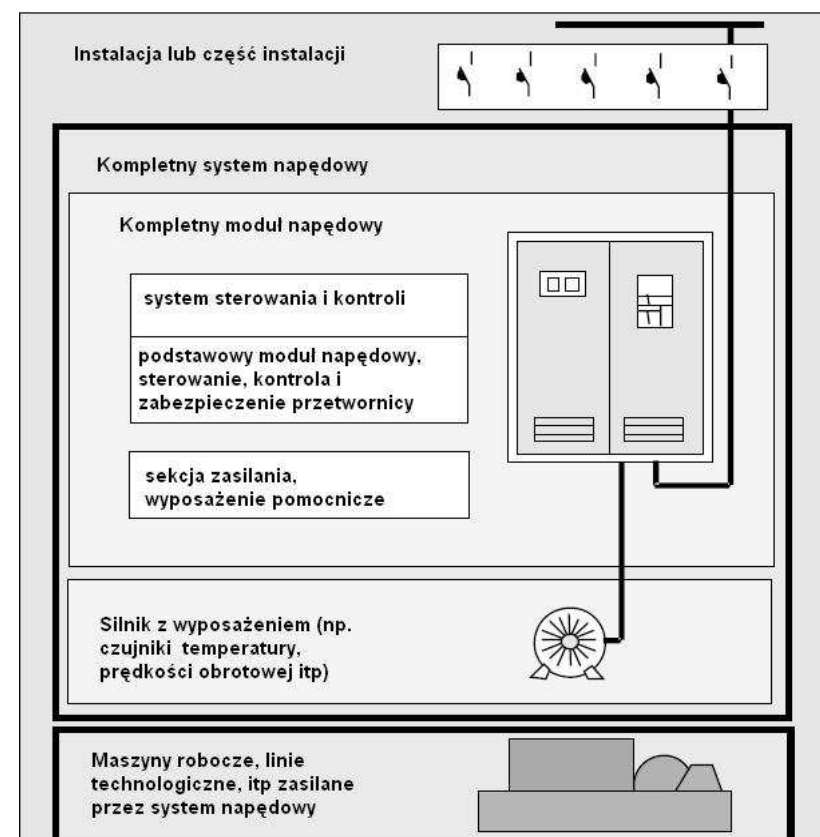 Instalacja lub część instalacji
Kompletny system napędowy
Kompletny moduł napędowy
system sterowania i kontroli
podstawowy moduł napędowy,
sterowanie, kontrola i
zabezpieczenie przetwornicy
sekcja zasilania,
wyposażenie pomocnicze
Silnik z wyposażeniem (np.
czujniki temperatury,
prędkości obrotowej itp)
Maszyny robocze, linie
technologiczne, itp zasilane
przez system napędowy